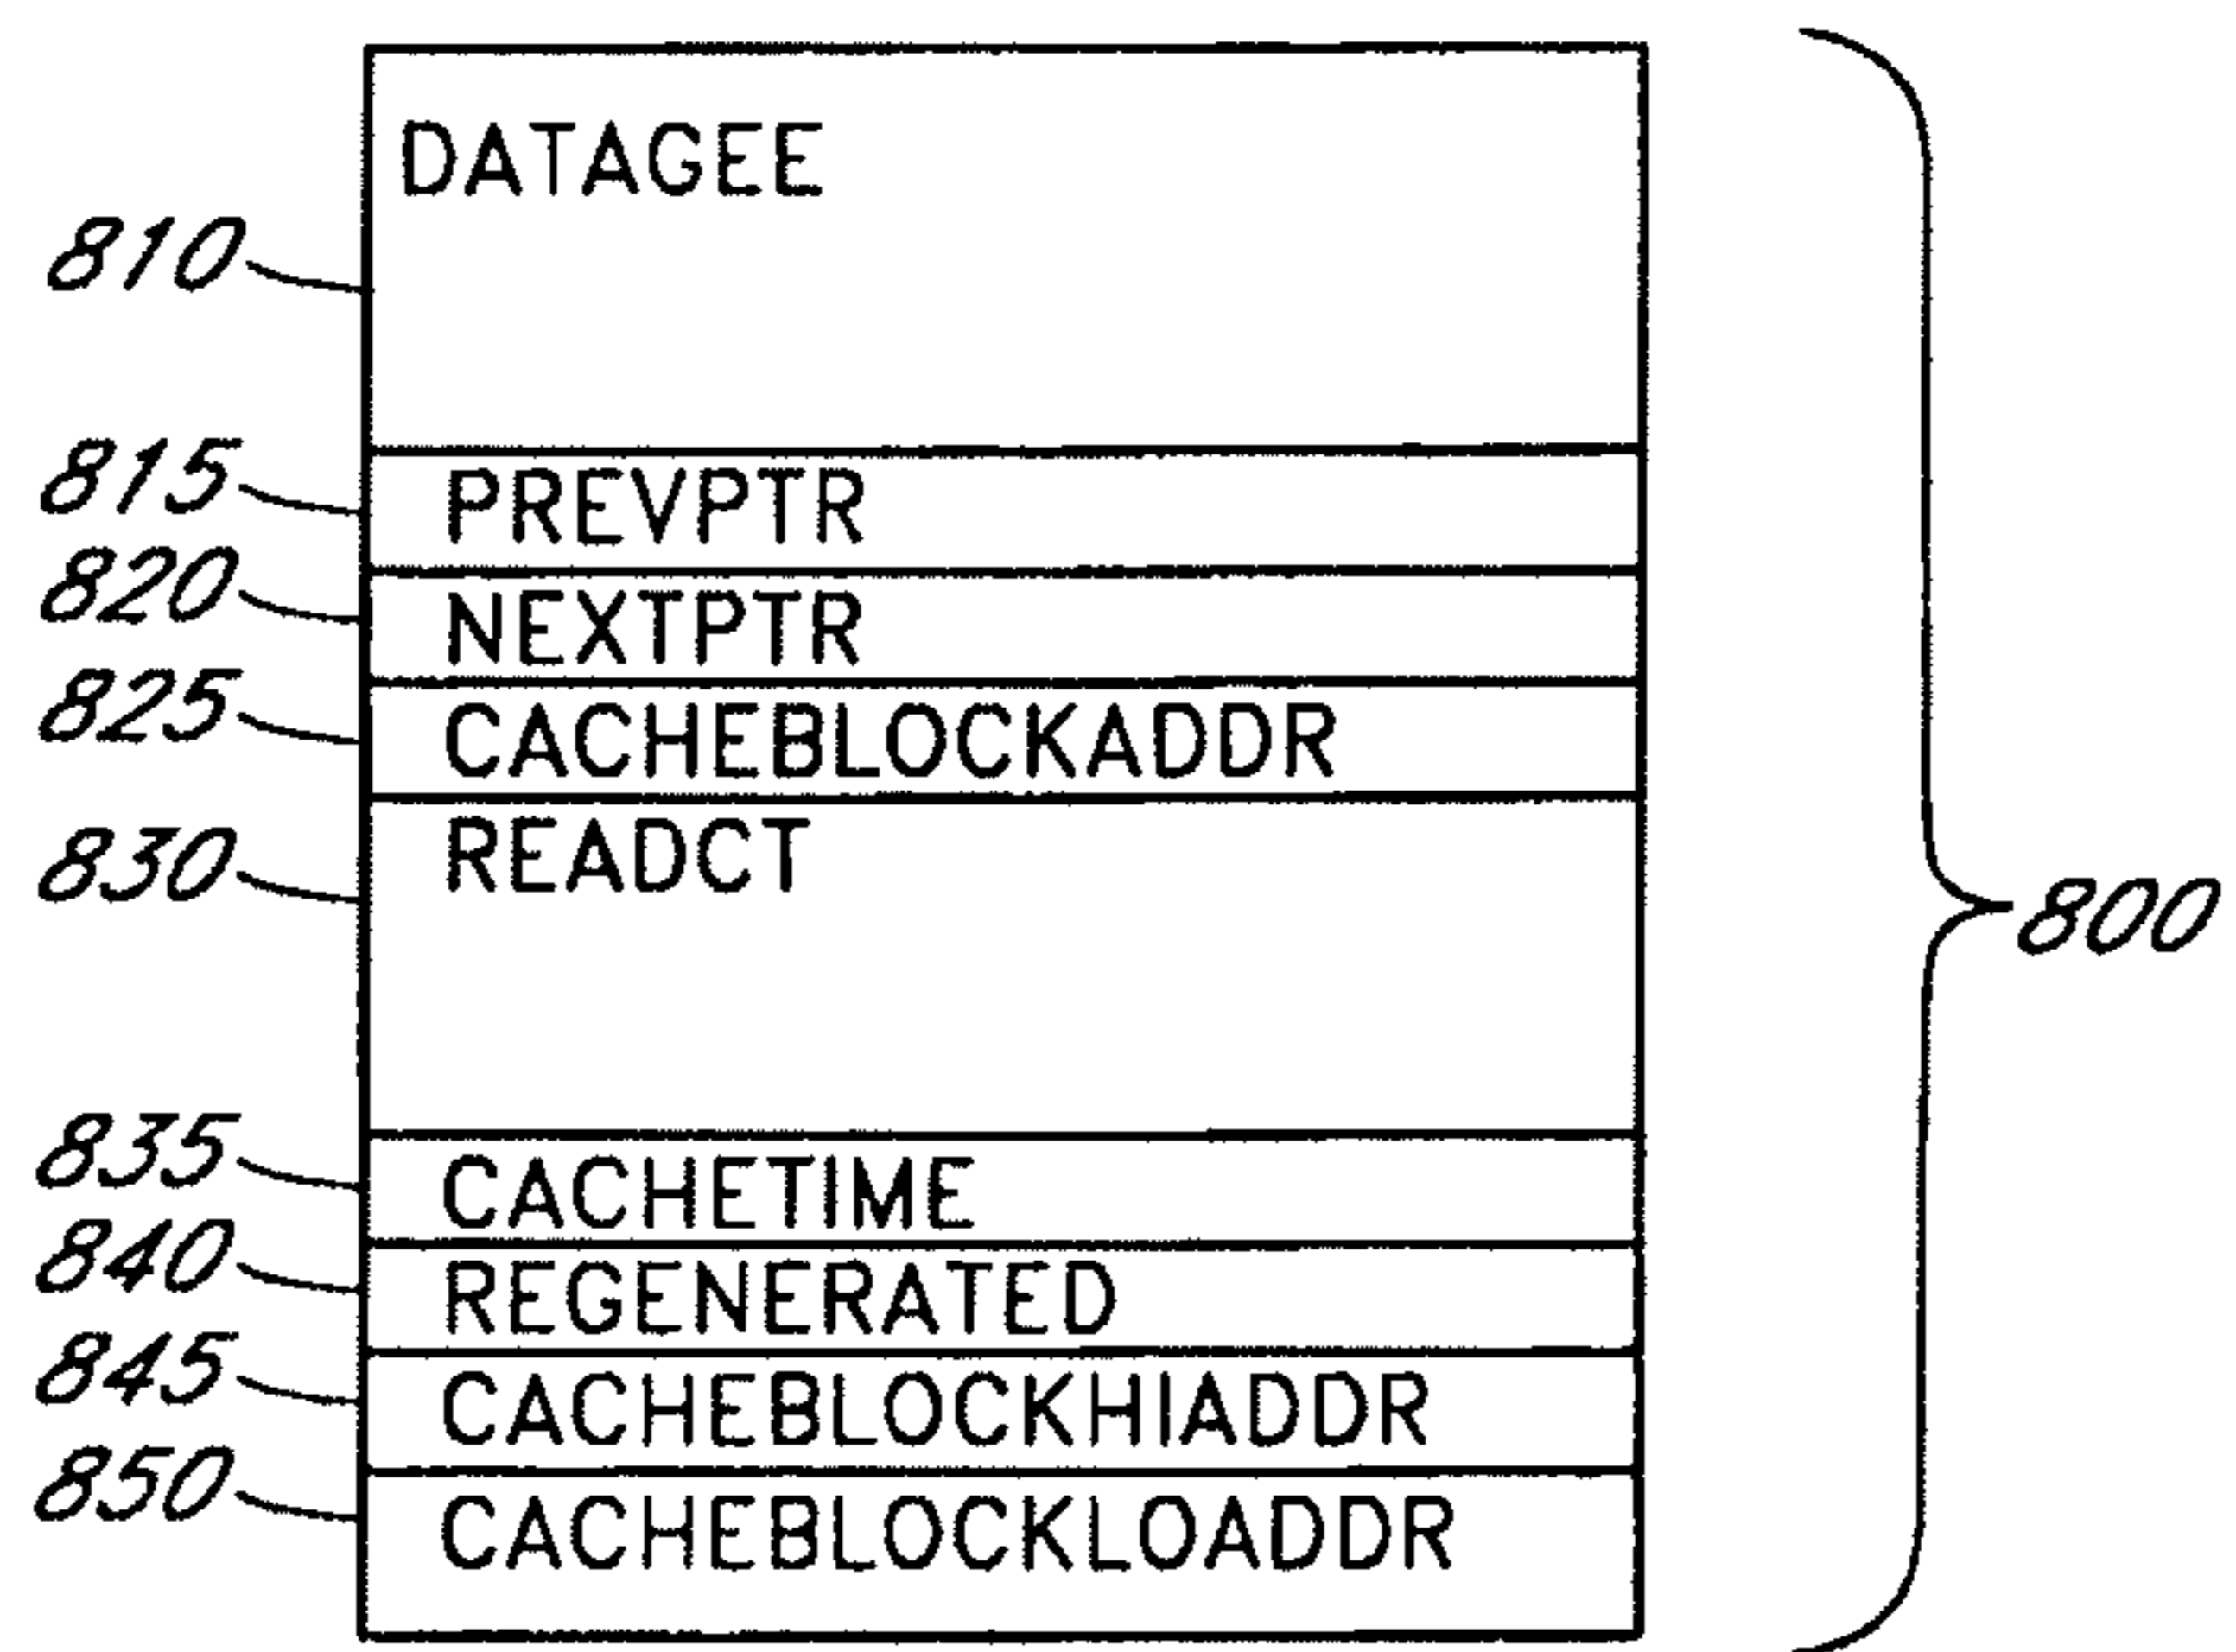 DATAGEE
810
815 PREVPTR
820 NEXTPTR
825 CACHEBLOCKADDR
830 READCT
800
835 CACHETIME
840 REGENERATED
845 CACHEBLOCKHIADDR
850 CACHEBLOCKLOADDR